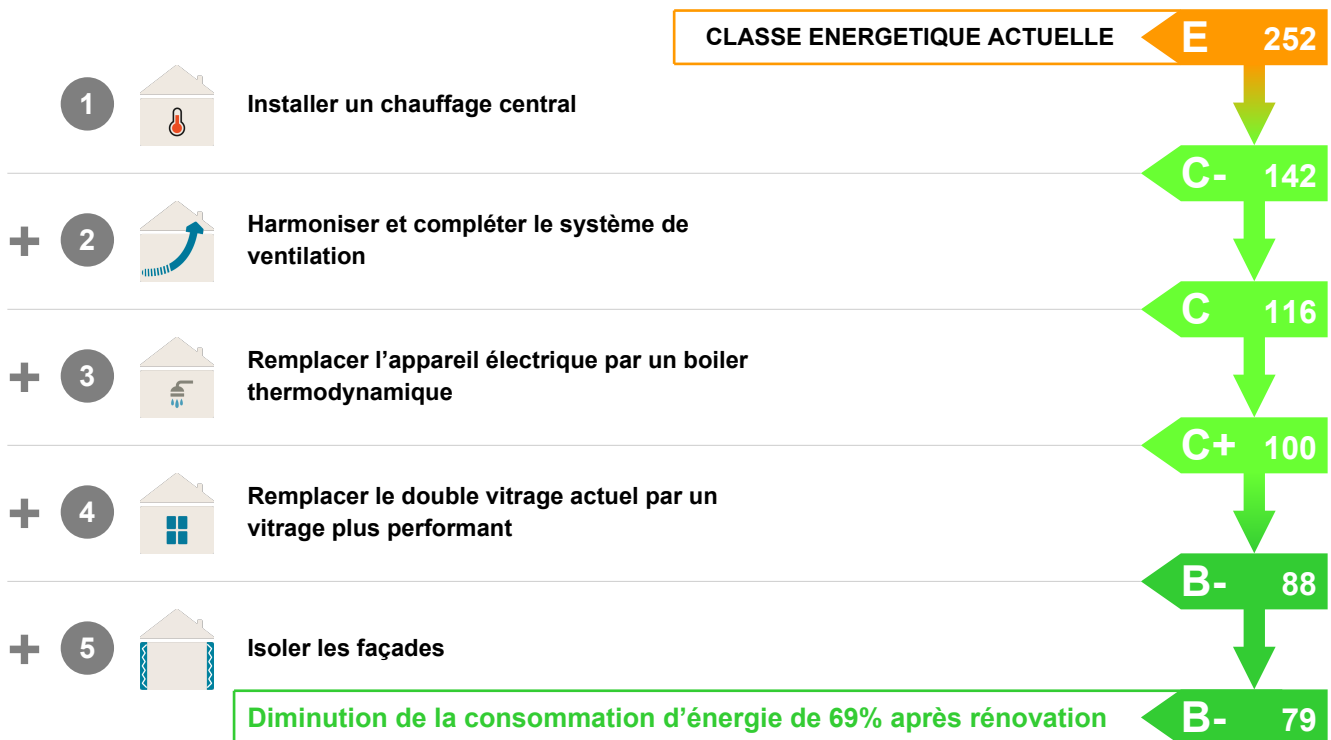 CLASSE ENERGETIQUE ACTUELLE E 252
1 Installer un chauffage central
C- 142
+ 2 Harmoniser et compléter le système de
ventilation
C 116
+ 3 Remplacer l'appareil électrique par un boiler
thermodynamique
C+ 100
+ 4 Remplacer le double vitrage actuel par un
vitrage plus performant
B- 88
+ 5 Isoler les façades
Diminution de la consommation d'énergie de 69% après rénovation B- 79